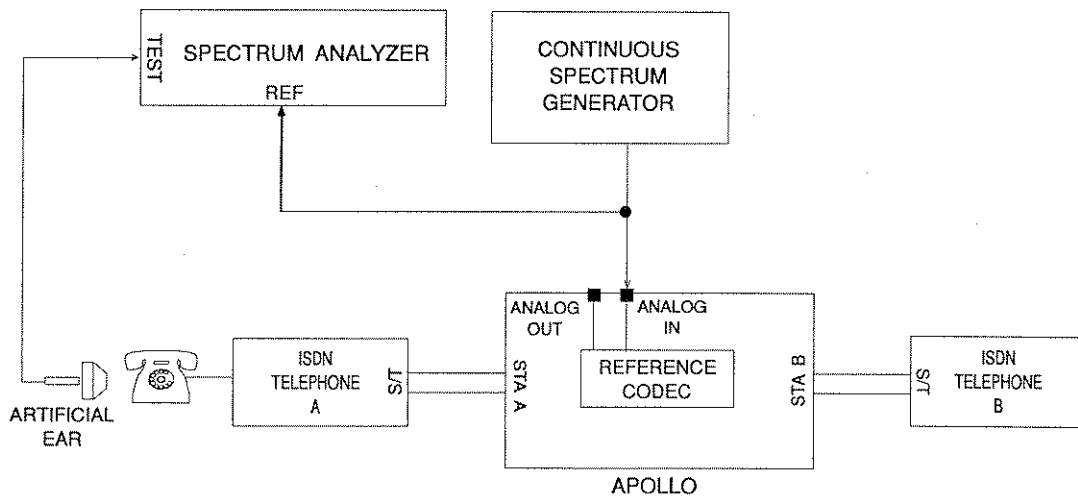 TEST
SPECTRUM ANALYZER
REF
CONTINUOUS
SPECTRUM
GENERATOR
ANALOG
OUT
ANALOG
IN
ISDN
TELEPHONE
A
S/T
STA A
REFERENCE
CODEC
STA B
S/T
ISDN
TELEPHONE
B
ARTIFICIAL
EAR
APOLLO